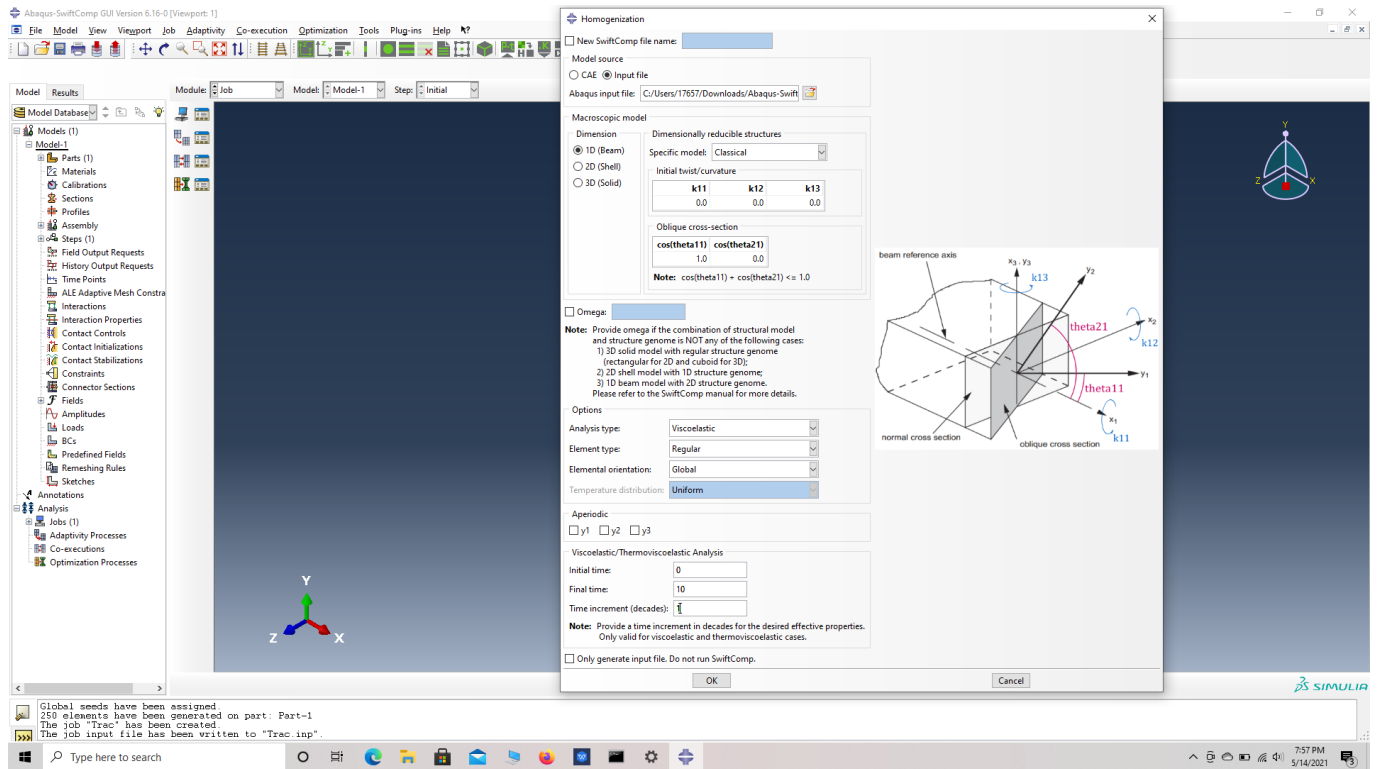 Abaqus-SwiftComp GUI Version 6.16-0 [Viewport: 1]
File Model View Viewport Job Adaptivity Co-execution Optimization Tools Plug-ins Help
Model Results
Module: Job Model: Model-1 Step: Initial
Model Database
Models (1)
Model-1
Parts (1)
Materials
Calibrations
Sections
Profiles
Assembly
Steps (1)
Field Output Requests
History Output Requests
Time Points
ALE Adaptive Mesh Constra
Interactions
Interaction Properties
Contact Controls
Contact Initializations
Contact Stabilizations
Constraints
Connector Sections
Fields
Amplitudes
Loads
BCs
Predefined Fields
Remeshing Rules
Sketches
Annotations
Analysis
Jobs (1)
Adaptivity Processes
Co-executions
Optimization Processes
Y
Z
X
Homogenization
New SwiftComp file name:
Model source
CAE Input file
Abaqus input file: C:/Users/17657/Downloads/Abaqus-Swift
Macroscopic model
Dimension
1D (Beam)
2D (Shell)
3D (Solid)
Dimensionally reducible structures
Specific model: Classical
Initial twist/curvature
k11 k12 k13
0.0 0.0 0.0
Oblique cross-section
cos(theta11) cos(theta21)
1.0 0.0
Note: cos(theta11) + cos(theta21) <= 1.0
Omega:
Note: Provide omega if the combination of structural model
and structure genome is NOT any of the following cases:
1) 3D solid model with regular structure genome
(rectangular for 2D and cuboid for 3D);
2) 2D shell model with 1D structure genome;
3) 1D beam model with 2D structure genome.
Please refer to the SwiftComp manual for more details.
Options
Analysis type: Viscoelastic
Element type: Regular
Elemental orientation: Global
Temperature distribution: Uniform
Aperiodic
y1 y2 y3
Viscoelastic/Thermoviscoelastic Analysis
Initial time: 0
Final time: 10
Time increment (decades): 1
Note: Provide a time increment in decades for the desired effective properties.
Only valid for viscoelastic and thermoviscoelastic cases.
Only generate input file. Do not run SwiftComp.
OK Cancel
beam reference axis
x3, y3
k13
y2
theta21
x2
k12
y1
theta11
x1
k11
normal cross section
oblique cross section
Y
Z
X
SIMULIA
Global seeds have been assigned.
250 elements have been generated on part: Part-1
The job "Trac" has been created.
The job input file has been written to "Trac.inp".
Type here to search
7:57 PM
5/14/2021
3